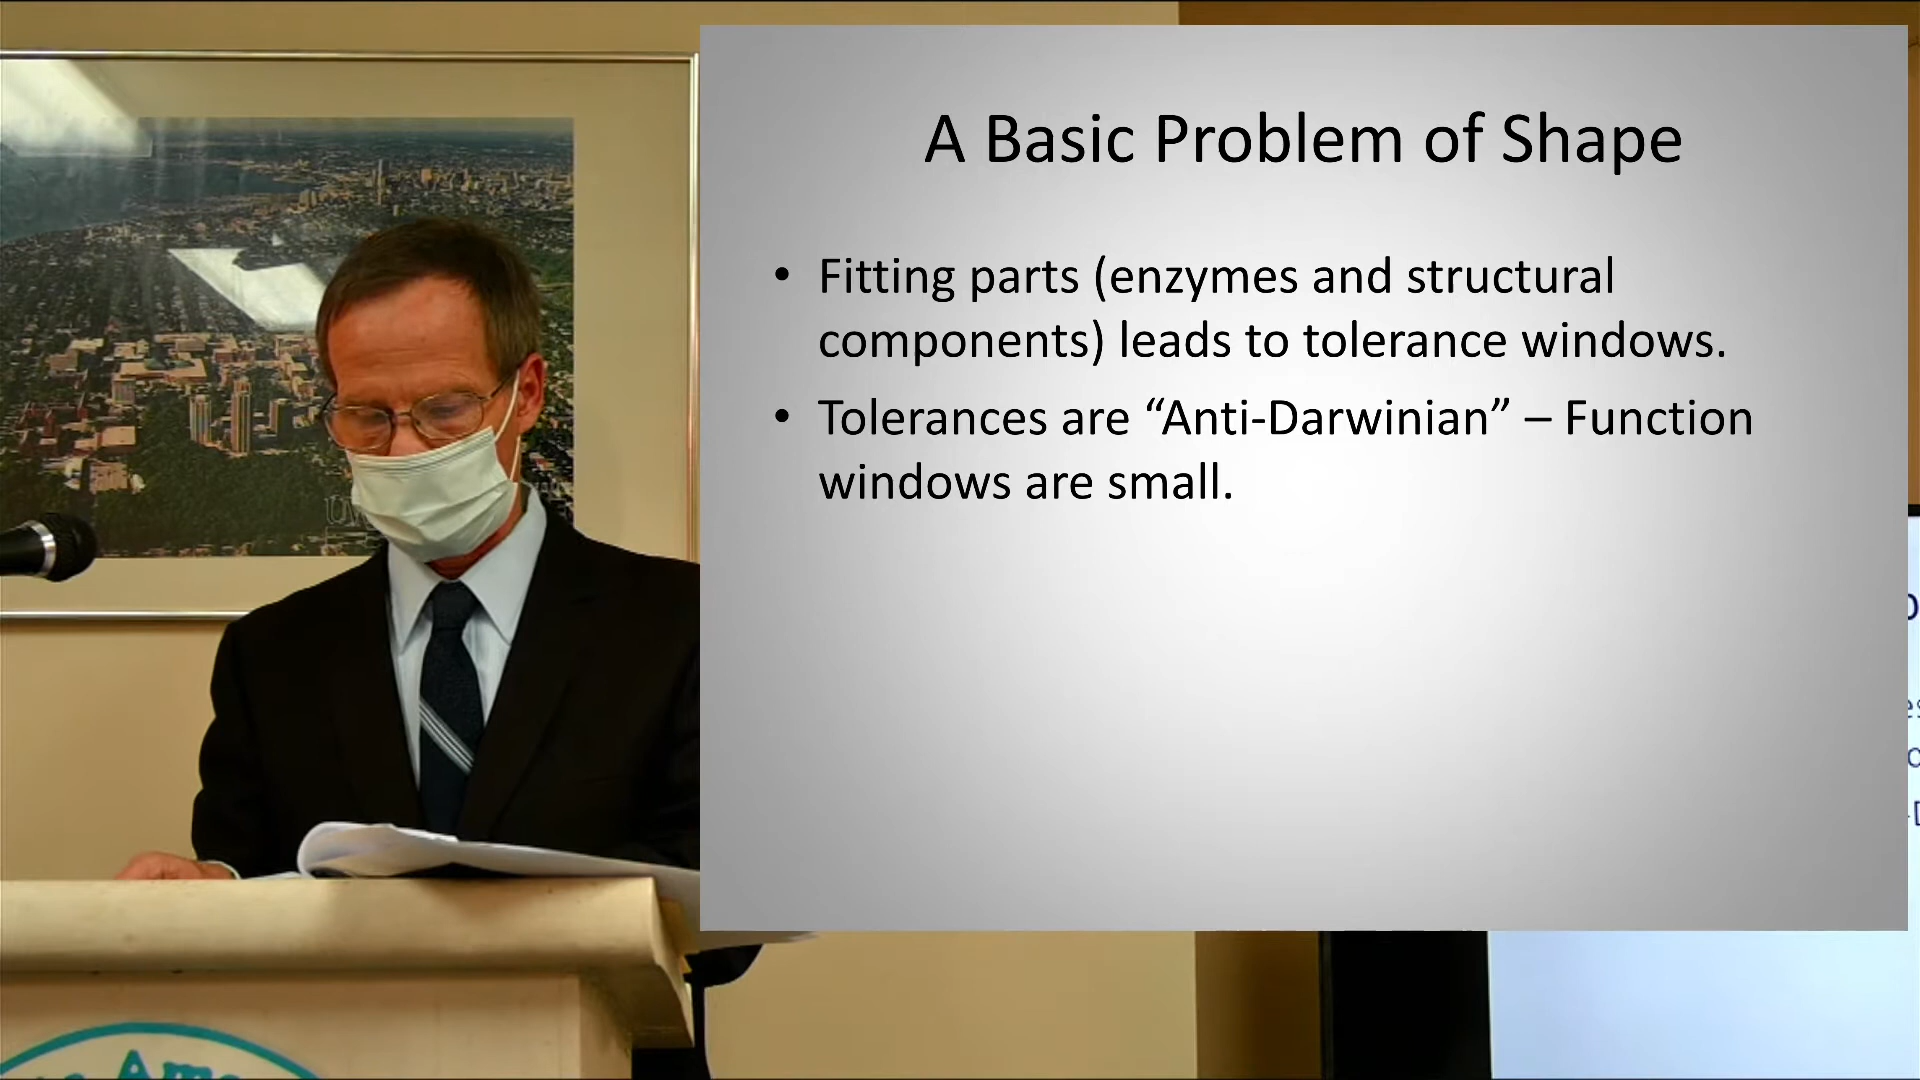 A Basic Problem of Shape
• Fitting parts (enzymes and structural
components) leads to tolerance windows.
• Tolerances are “Anti-Darwinian” – Function
windows are small.